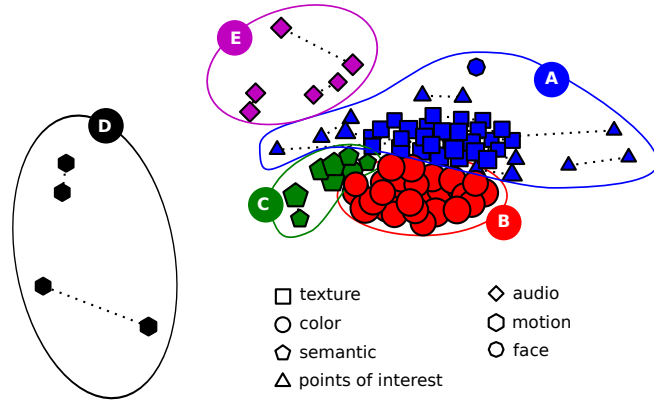 E
A
D
C
B
texture
color
semantic
points of interest
audio
motion
face